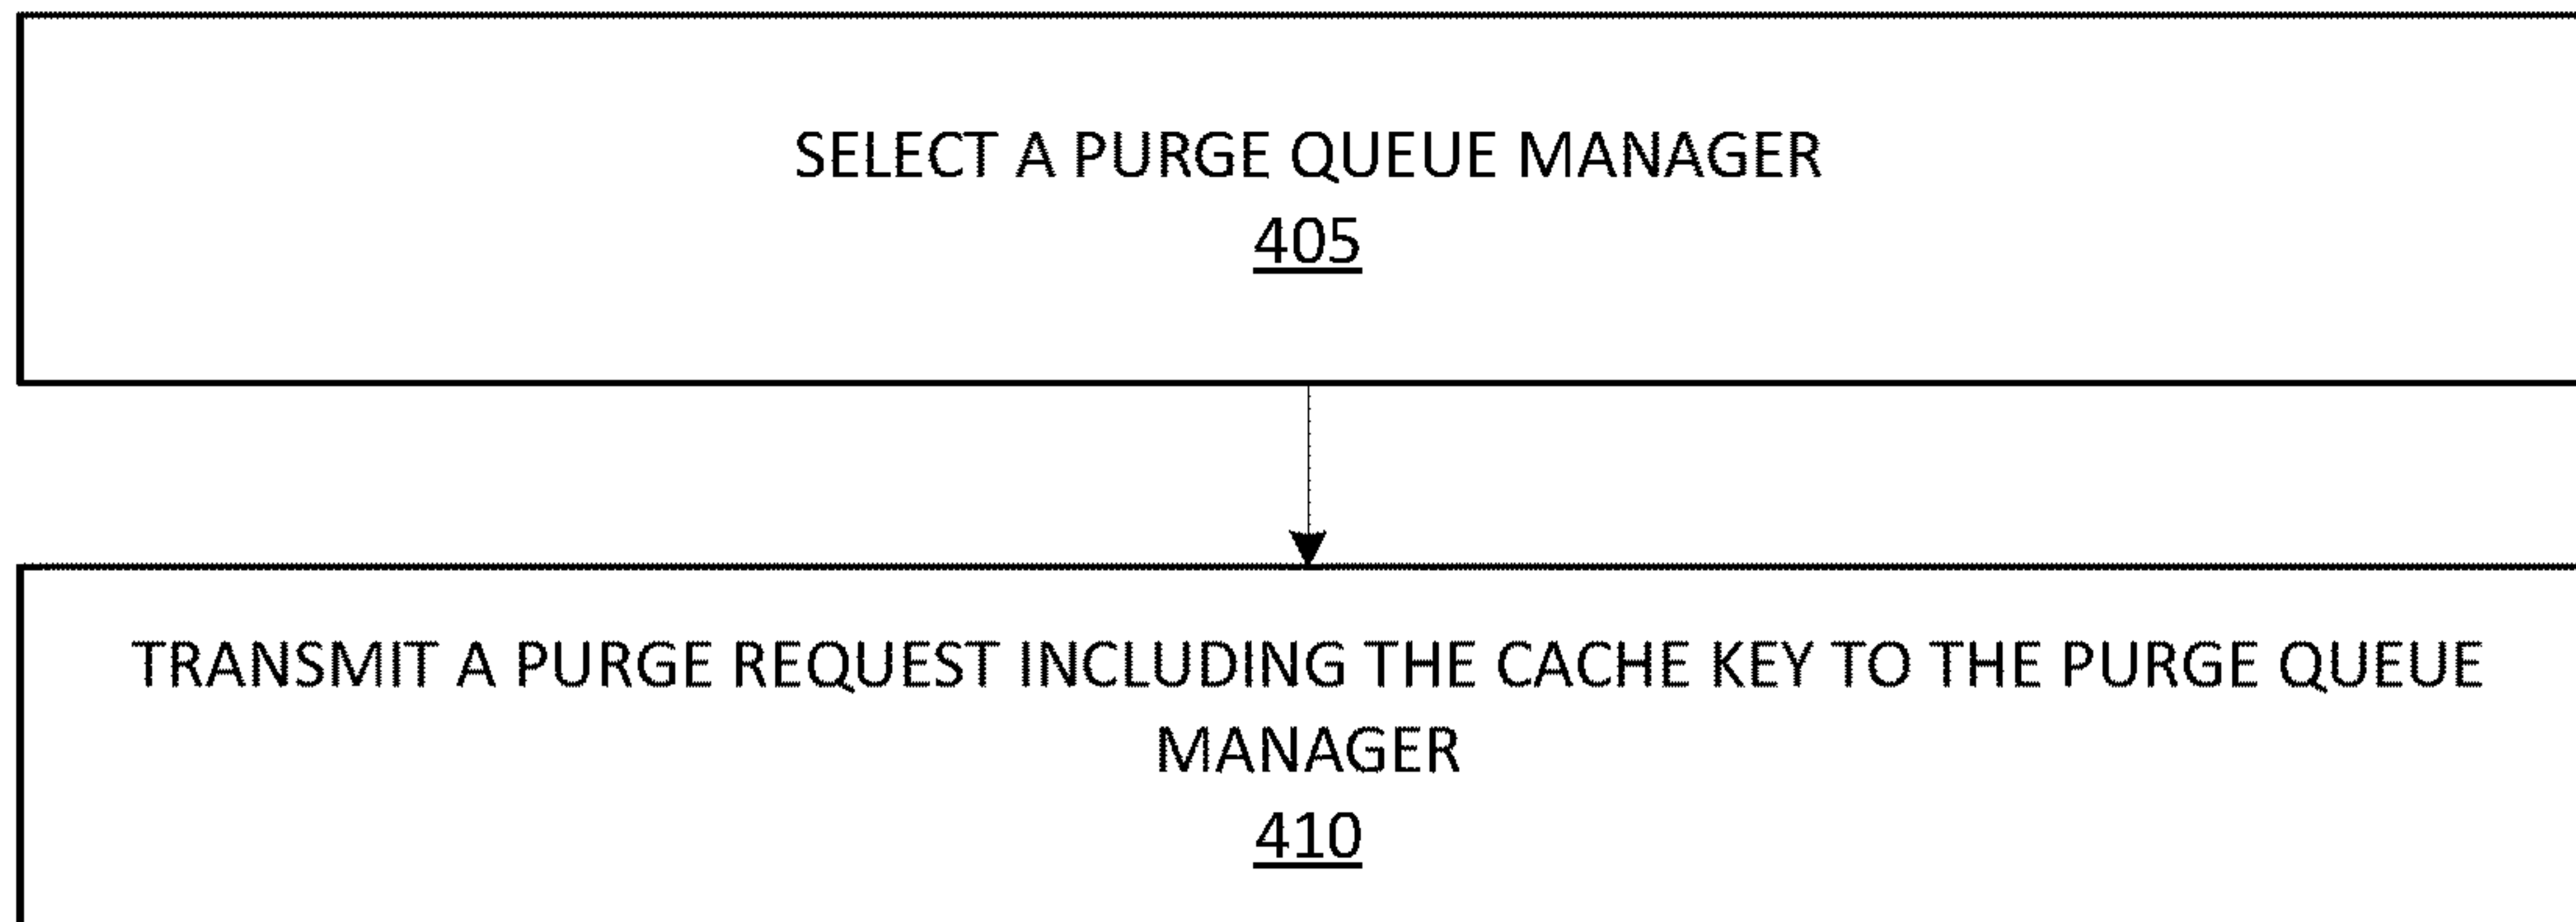 SELECT A PURGE QUEUE MANAGER
405
TRANSMIT A PURGE REQUEST INCLUDING THE CACHE KEY TO THE PURGE QUEUE
MANAGER
410